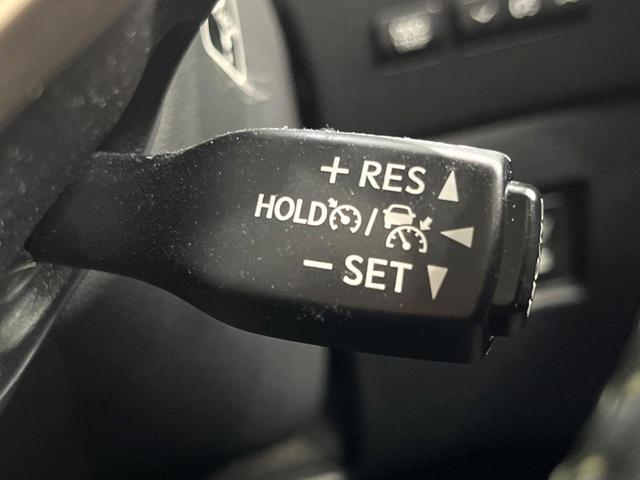 + RES
HOLD /
− SET